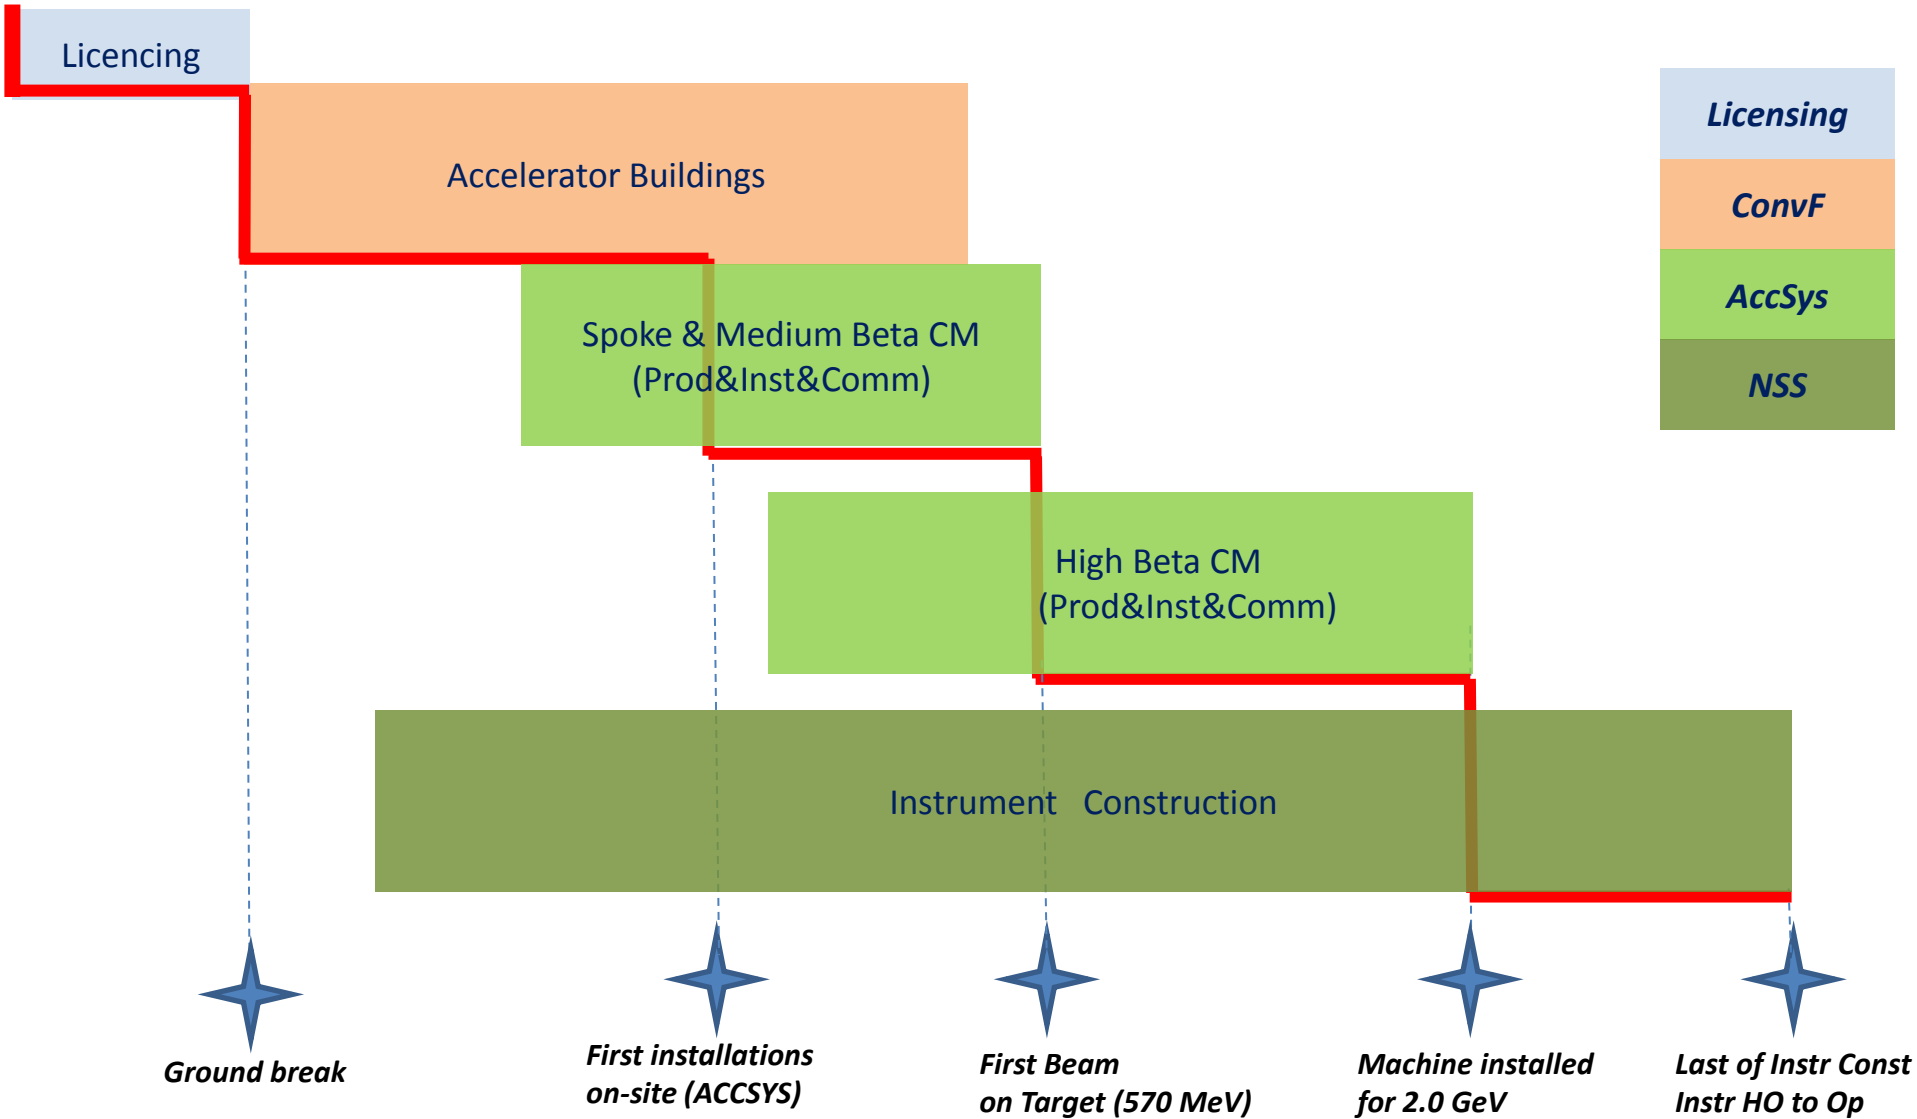 Licencing
Accelerator Buildings
Spoke & Medium Beta CM
(Prod&Inst&Comm)
High Beta CM
(Prod&Inst&Comm)
Instrument Construction
Licensing
ConvF
AccSys
NSS
Ground break
First installations
on-site (ACCSYS)
First Beam
on Target (570 MeV)
Machine installed
for 2.0 GeV
Last of Instr Const
Instr HO to Op